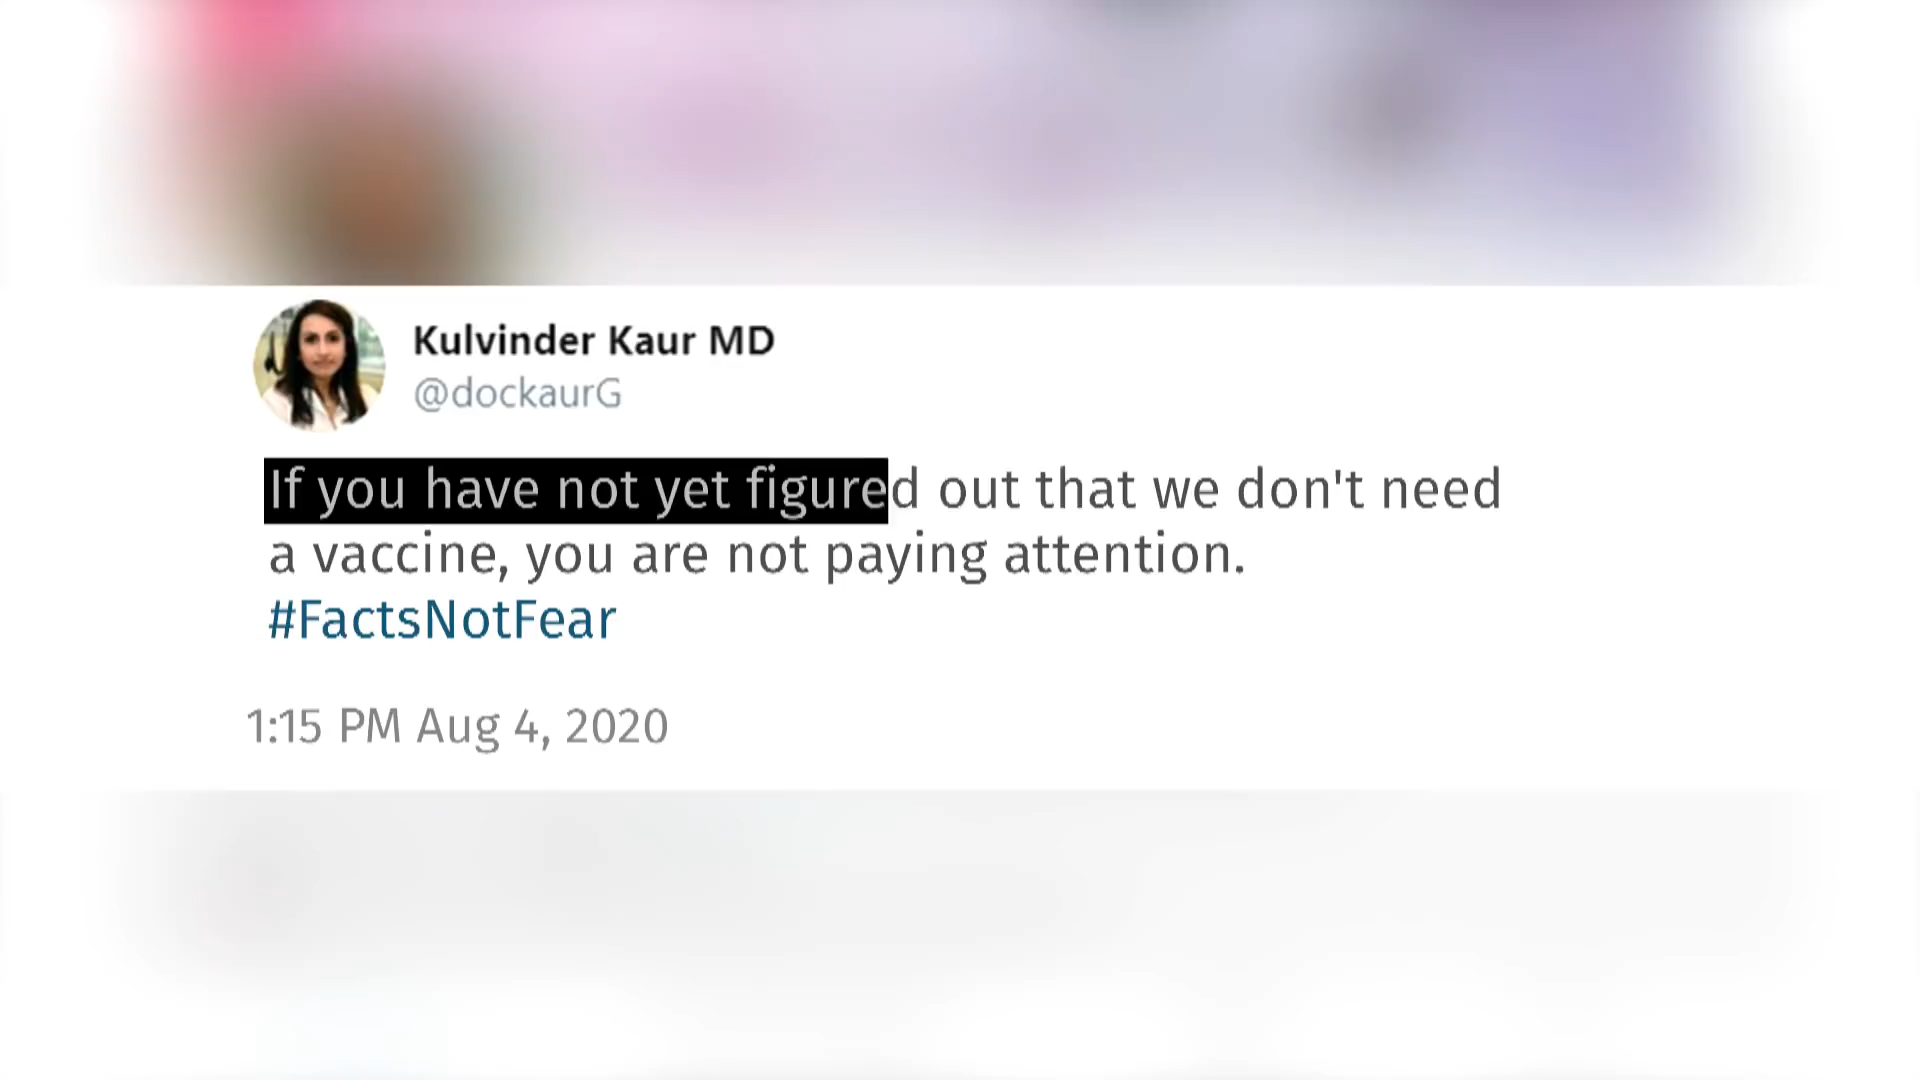 Kulvinder Kaur MD
@dockaurG
If you have not yet figured out that we don't need
a vaccine, you are not paying attention.
#FactsNotFear
1:15 PM Aug 4, 2020